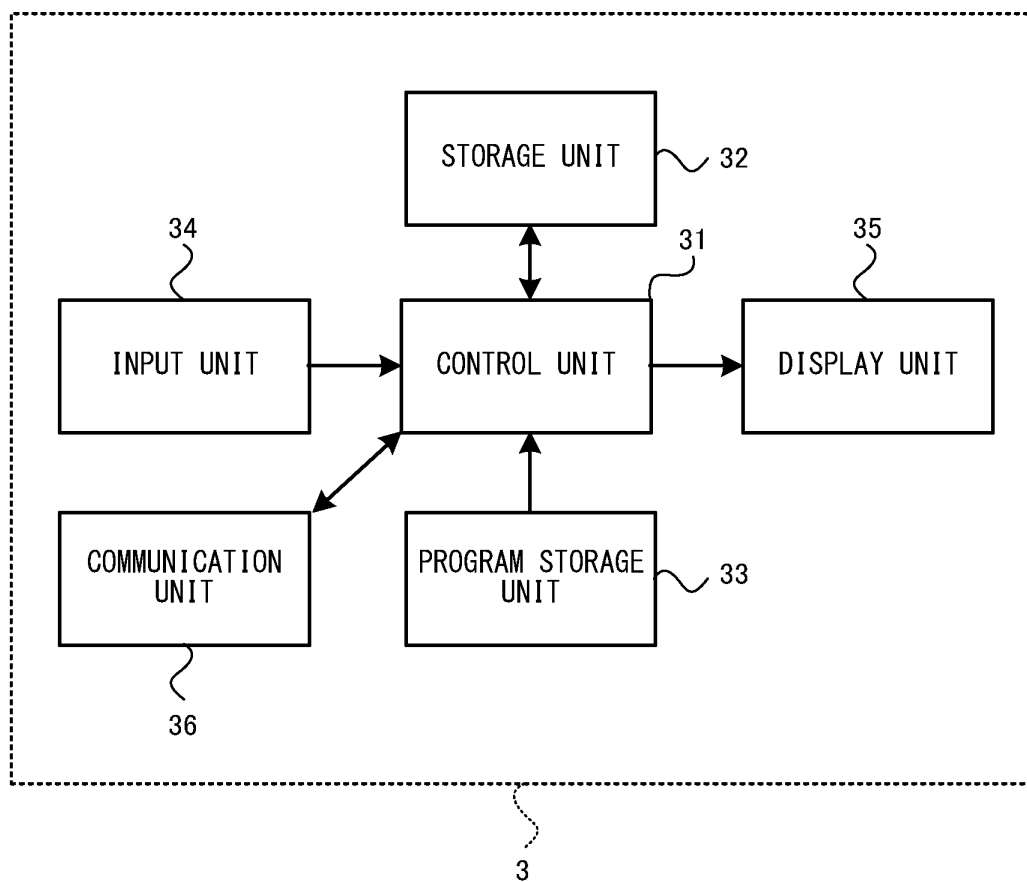 STORAGE UNIT
32
34
31
35
INPUT UNIT
CONTROL UNIT
DISPLAY UNIT
COMMUNICATION
UNIT
PROGRAM STORAGE
UNIT
33
36
3